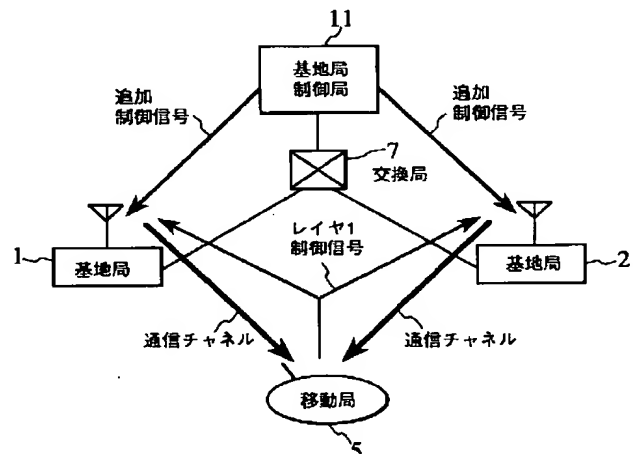 11
基地局
制御局
追加
制御信号
追加
制御信号
7
交換局
レイヤ1
制御信号
1
基地局
基地局
2
通信チャネル
通信チャネル
移動局
5